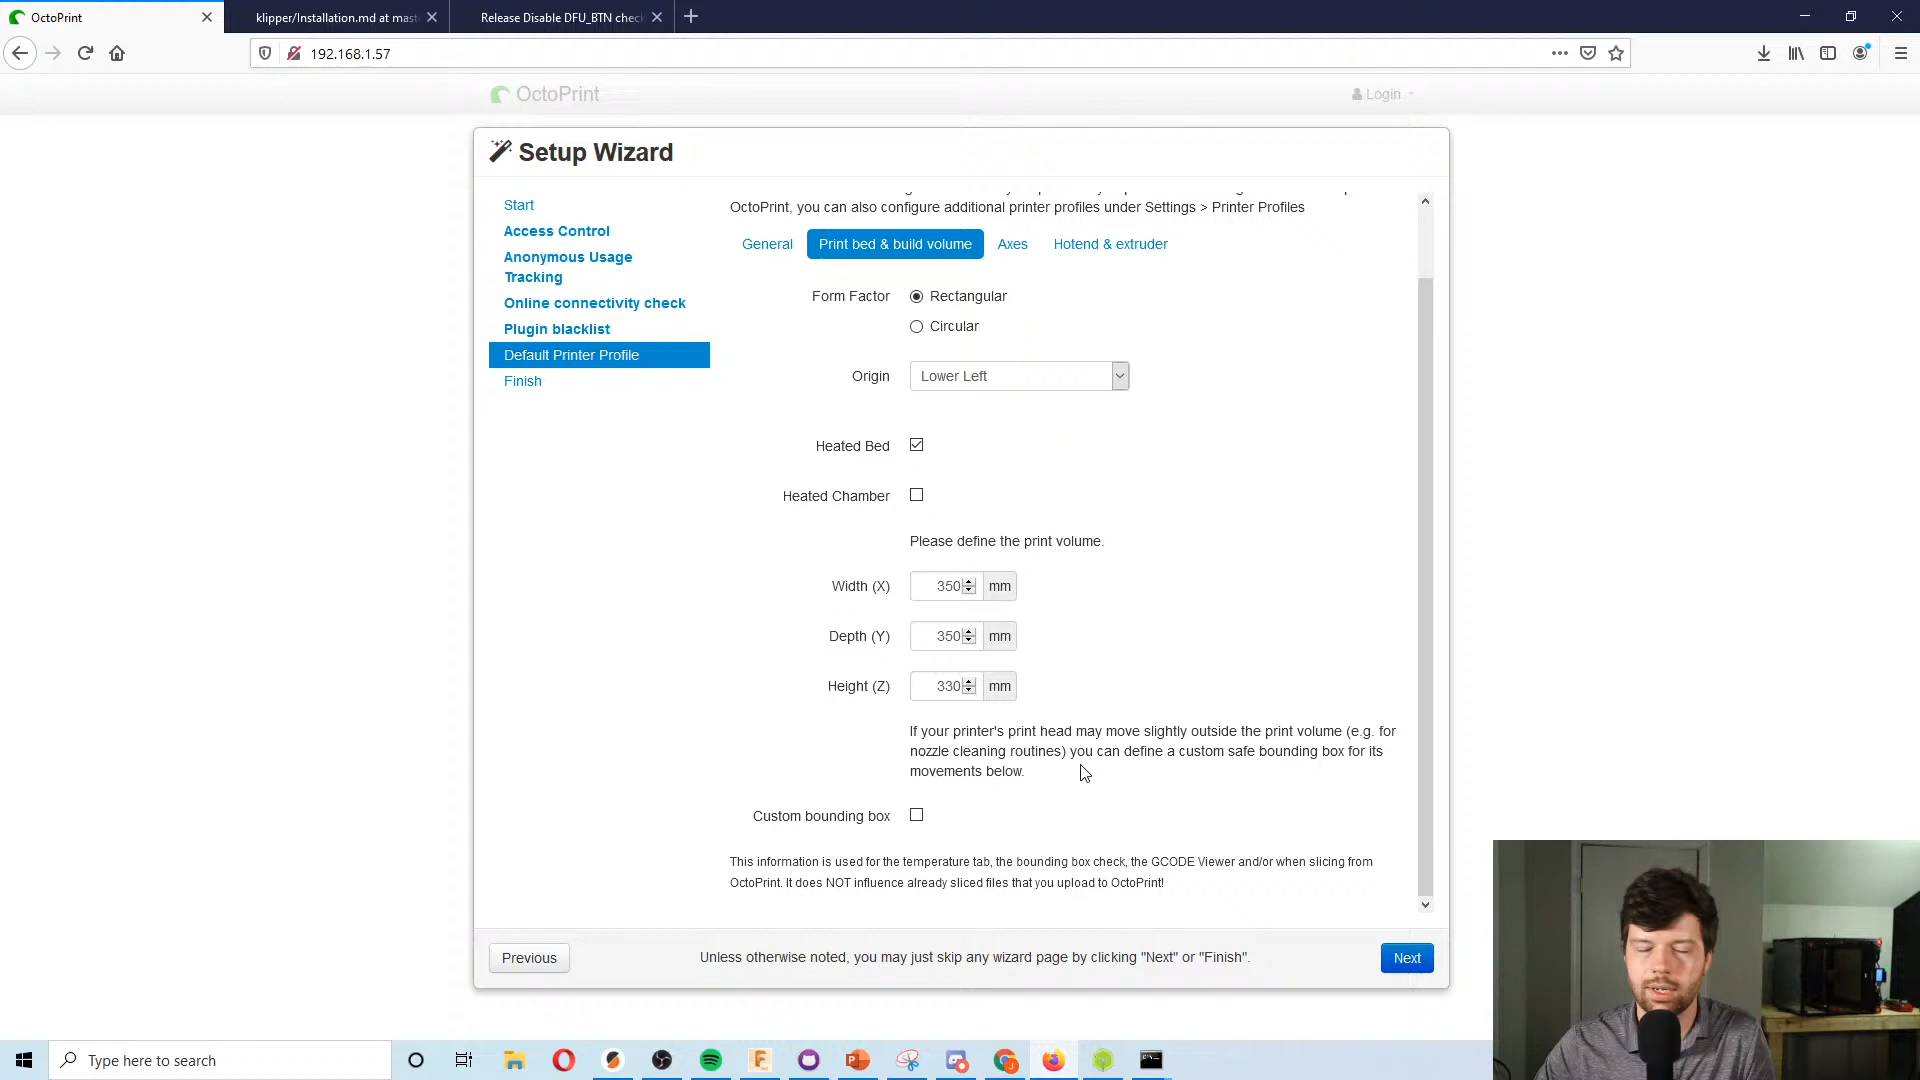 OctoPrint
klipper/Installation.md at mast
Release Disable DFU_BTN check
192.168.1.57
OctoPrint
Login
Setup Wizard
Start
Access Control
Anonymous Usage
Tracking
Online connectivity check
Plugin blacklist
Default Printer Profile
Finish
OctoPrint, you can also configure additional printer profiles under Settings > Printer Profiles
General
Print bed & build volume
Axes
Hotend & extruder
Form Factor
Rectangular
Circular
Origin
Lower Left
Heated Bed
Heated Chamber
Please define the print volume.
Width (X)
350
mm
Depth (Y)
350
mm
Height (Z)
330
mm
If your printer's print head may move slightly outside the print volume (e.g. for
nozzle cleaning routines) you can define a custom safe bounding box for its
movements below.
Custom bounding box
This information is used for the temperature tab, the bounding box check, the GCODE Viewer and/or when slicing from
OctoPrint. It does NOT influence already sliced files that you upload to OctoPrint!
Previous
Unless otherwise noted, you may just skip any wizard page by clicking "Next" or "Finish".
Next
Type here to search